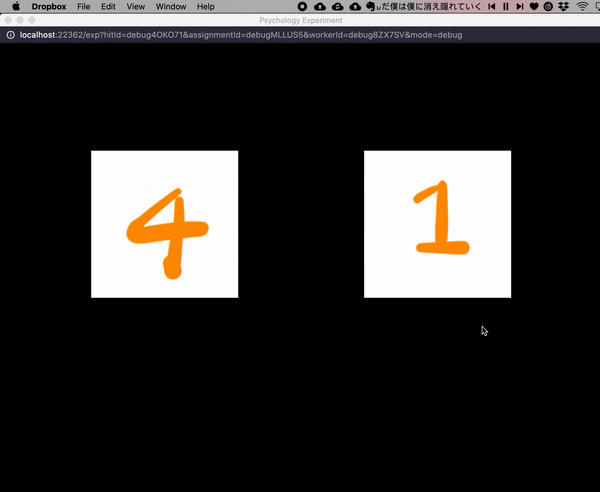 Dropbox File Edit View Window Help だ僕は僕に消え隠れていく
Psychology Experiment
localhost:22362/exp?hitId=debug4OKO71&assignmentId=debugMLLUS5&workerId=debug8ZX7SV&mode=debug
4 1